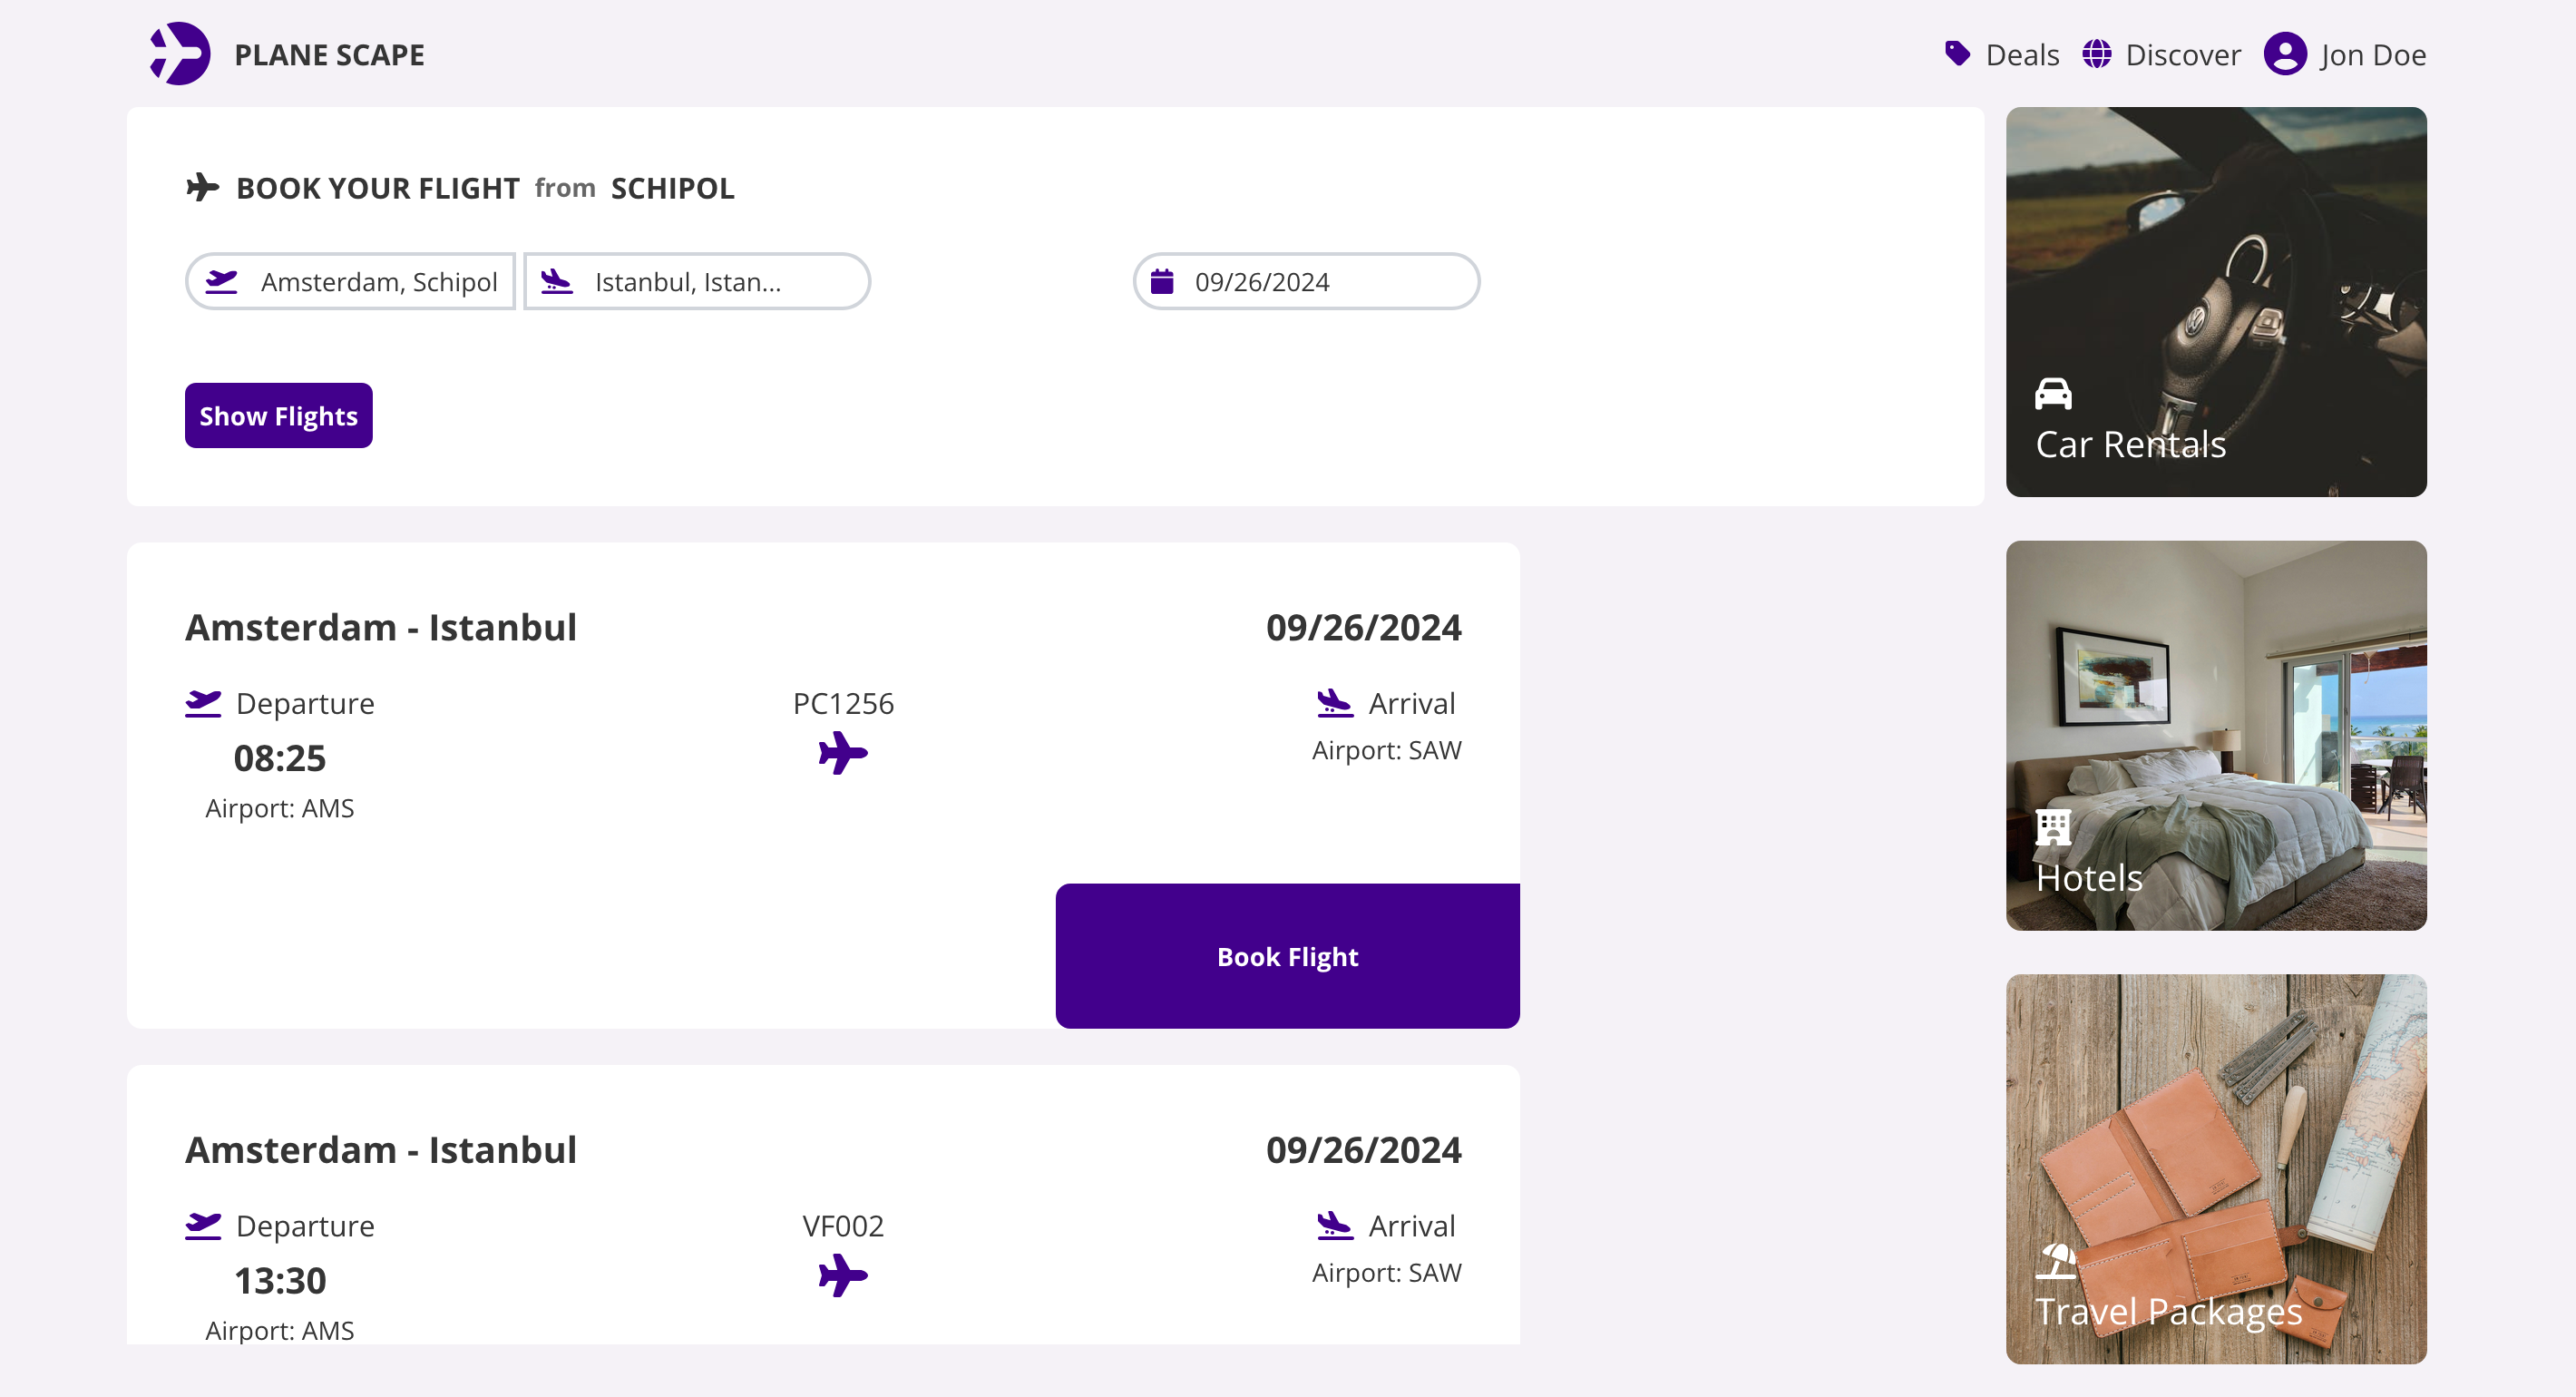 PLANE SCAPE
Deals
Discover
Jon Doe
BOOK YOUR FLIGHT from SCHIPOL
Amsterdam, Schipol
Istanbul, Istan...
09/26/2024
Show Flights
Car Rentals
Amsterdam - Istanbul
09/26/2024
Departure
PC1256
Arrival
08:25
Airport: SAW
Airport: AMS
Book Flight
Hotels
Amsterdam - Istanbul
09/26/2024
Departure
VF002
Arrival
13:30
Airport: SAW
Airport: AMS
Travel Packages